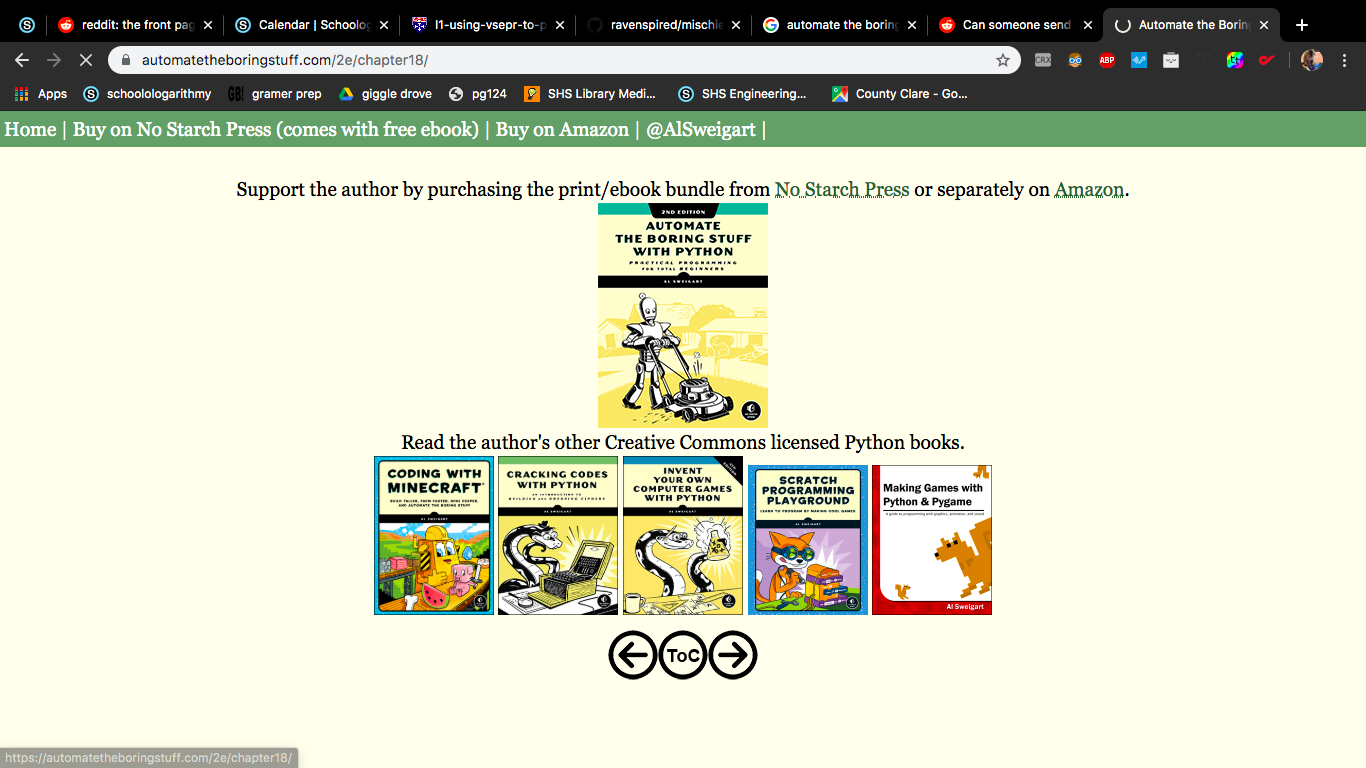 reddit: the front pag
Calendar | Schoolog
l1-using-vsepr-to-p
ravenspired/mischie
automate the boring
Can someone send
Automate the Boring
automatetheboringstuff.com/2e/chapter18/
CRX
ABP
Apps
schoolologarithmy
GB!
gramer prep
giggle drove
pg124
SHS Library Medi...
SHS Engineering...
County Clare - Go...
Home | Buy on No Starch Press (comes with free ebook) | Buy on Amazon | @AlSweigart |
Support the author by purchasing the print/ebook bundle from No Starch Press or separately on Amazon.
2ND EDITION
AUTOMATE
THE BORING STUFF
WITH PYTHON
PRACTICAL PROGRAMMING
FOR TOTAL BEGINNERS
AL SWEIGART
Read the author's other Creative Commons licensed Python books.
CODING WITH
MINECRAFT
BUILD TALLER, FARM FASTER, MINE DEEPER,
AND AUTOMATE THE BORING STUFF
AL SWEIGART
CRACKING CODES
WITH PYTHON
AN INTRODUCTION TO
BUILDING AND BREAKING CIPHERS
AL SWEIGART
INVENT
YOUR OWN
COMPUTER GAMES
WITH PYTHON
AL SWEIGART
SCRATCH
PROGRAMMING
PLAYGROUND
LEARN TO PROGRAM BY MAKING COOL GAMES
AL SWEIGART
Making Games with
Python & Pygame
A guide to programming with graphics, animation, and sound
Al Sweigart
ToC
https://automatetheboringstuff.com/2e/chapter18/